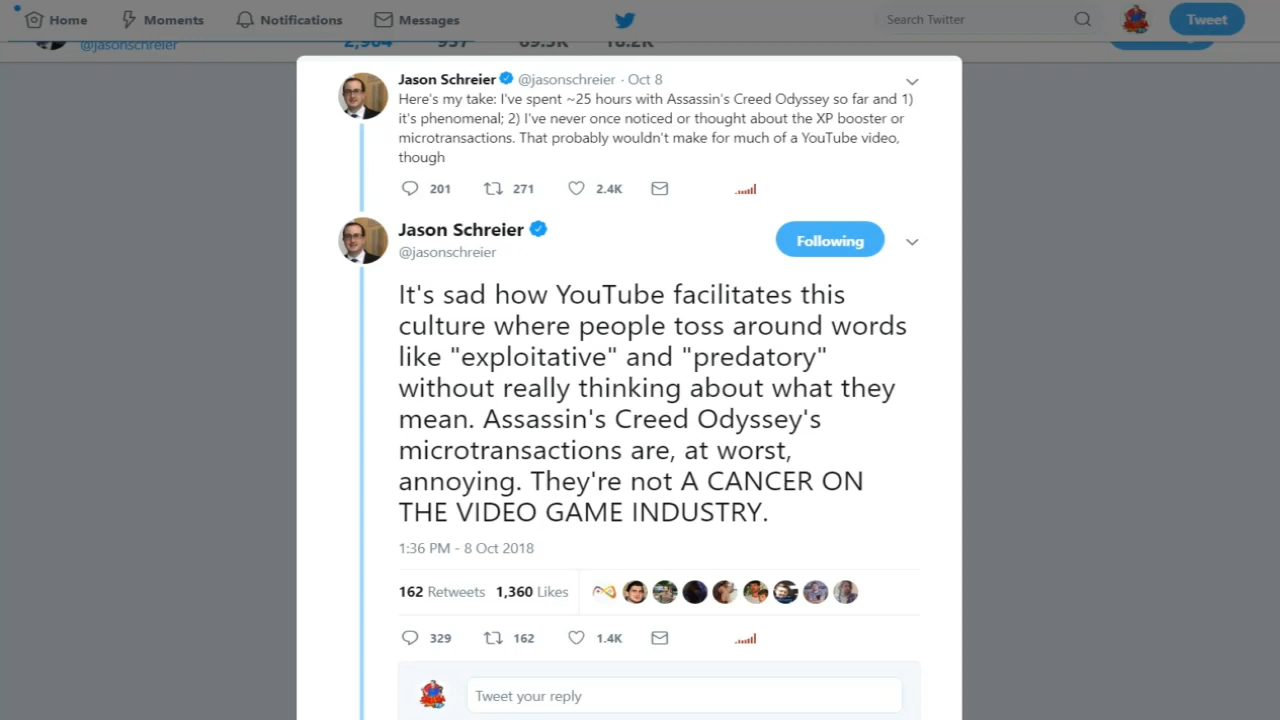 Home Moments Notifications Messages Search Twitter Tweet
@jasonschreier
Jason Schreier @jasonschreier · Oct 8
Here's my take: I've spent ~25 hours with Assassin's Creed Odyssey so far and 1)
it's phenomenal; 2) I've never once noticed or thought about the XP booster or
microtransactions. That probably wouldn't make for much of a YouTube video,
though
201 271 2.4K
Jason Schreier
@jasonschreier
Following
It's sad how YouTube facilitates this
culture where people toss around words
like "exploitative" and "predatory"
without really thinking about what they
mean. Assassin's Creed Odyssey's
microtransactions are, at worst,
annoying. They're not A CANCER ON
THE VIDEO GAME INDUSTRY.
1:36 PM - 8 Oct 2018
162 Retweets 1,360 Likes
329 162 1.4K
Tweet your reply